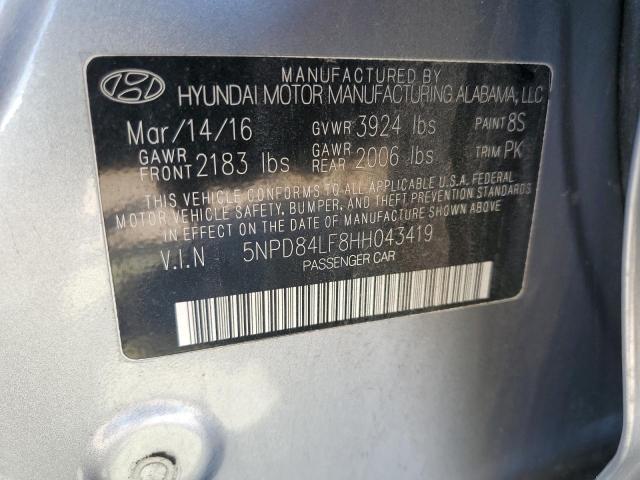 MANUFACTURED BY
HYUNDAI MOTOR MANUFACTURING ALABAMA, LLC
Mar/14/16 GVWR 3924 lbs PAINT 8S
GAWR FRONT 2183 lbs GAWR REAR 2006 lbs TRIM PK
THIS VEHICLE CONFORMS TO ALL APPLICABLE U.S.A. FEDERAL
MOTOR VEHICLE SAFETY, BUMPER, AND THEFT PREVENTION STANDARDS
IN EFFECT ON THE DATE OF MANUFACTURE SHOWN ABOVE.
V.I.N 5NPD84LF8HH043419
PASSENGER CAR